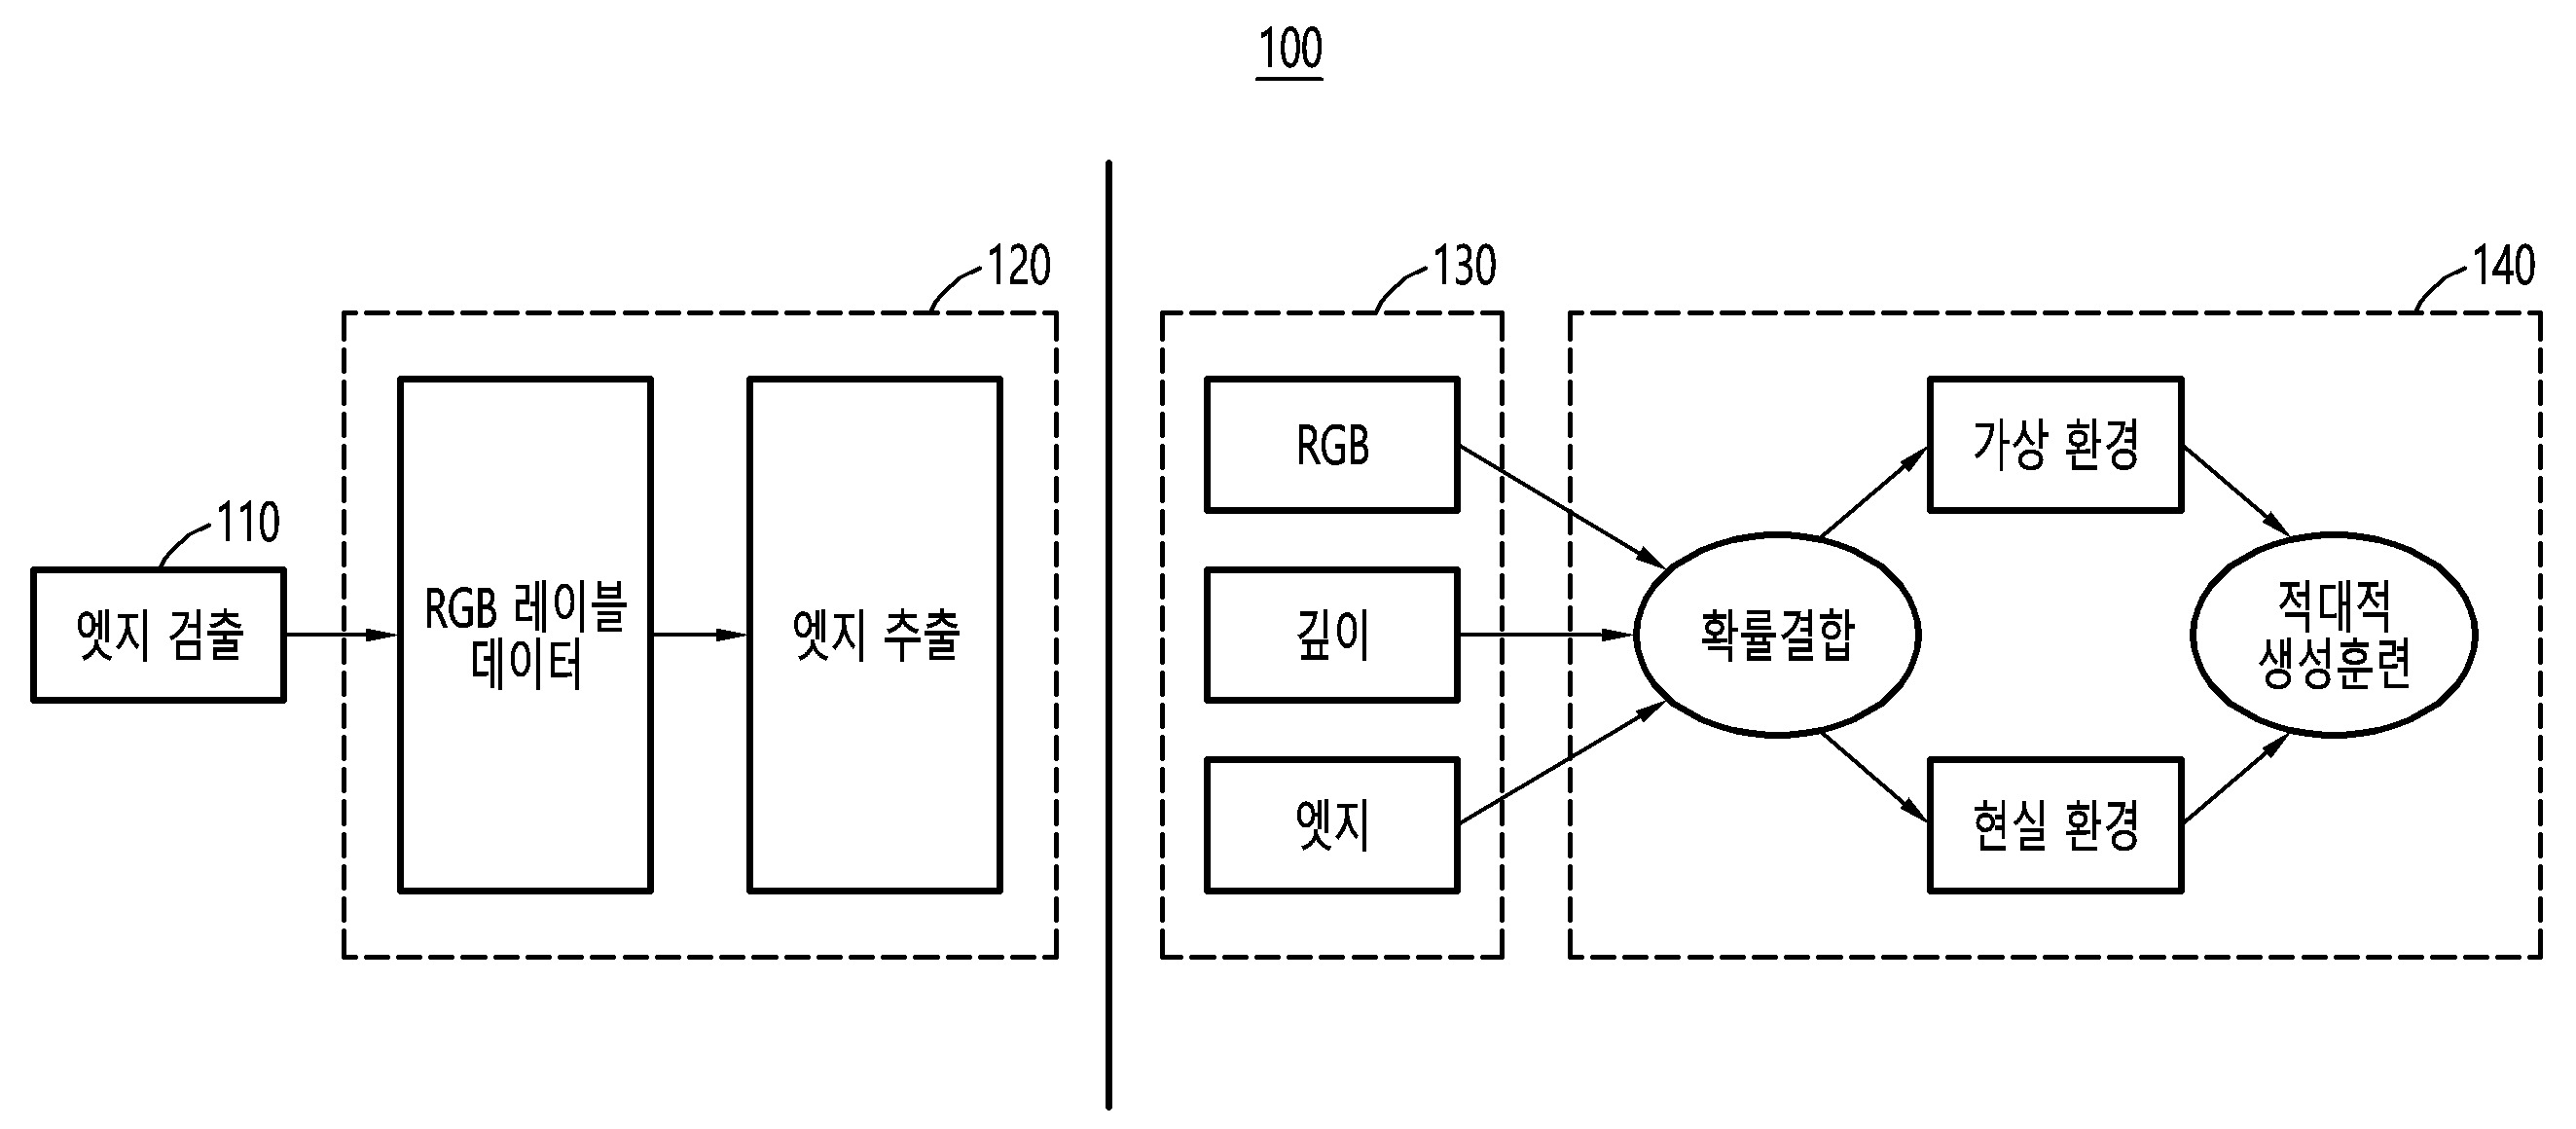 100
120
130
140
110
엣지 검출
RGB 레이블
데이터
엣지 추출
RGB
깊이
엣지
확률결합
가상 환경
현실 환경
적대적
생성훈련